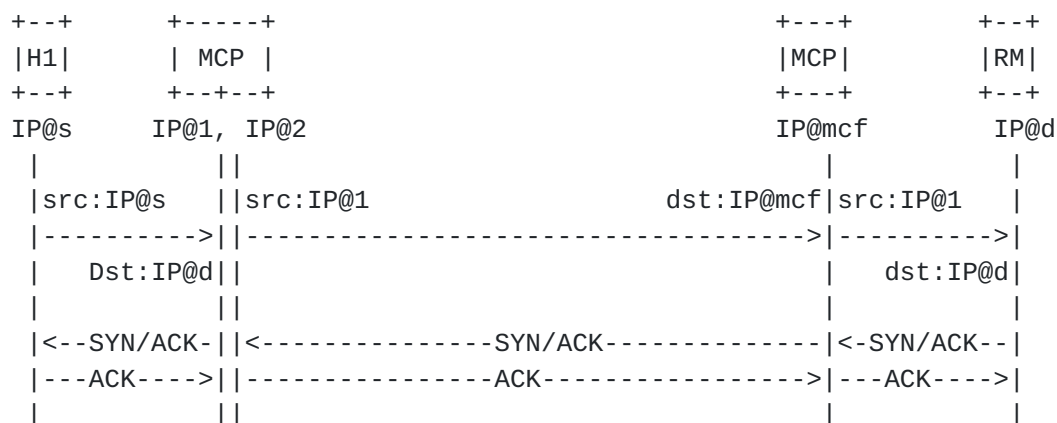 +--+      +-----+                                +---+        +--+
|H1|      | MCP |                                |MCP|        |RM|
+--+      +--+--+                                +---+        +--+
IP@s     IP@1, IP@2                              IP@mcf        IP@d
 |           ||                                     |           |
 |src:IP@s   ||src:IP@1                   dst:IP@mcf|src:IP@1   |
 |---------->||------------------------------------>|---------->|
 |   Dst:IP@d||                                     |   dst:IP@d|
 |           ||                                     |           |
 |<--SYN/ACK-||<---------------SYN/ACK--------------|<-SYN/ACK--|
 |---ACK---->||----------------ACK----------------->|---ACK---->|
 |           ||                                     |           |